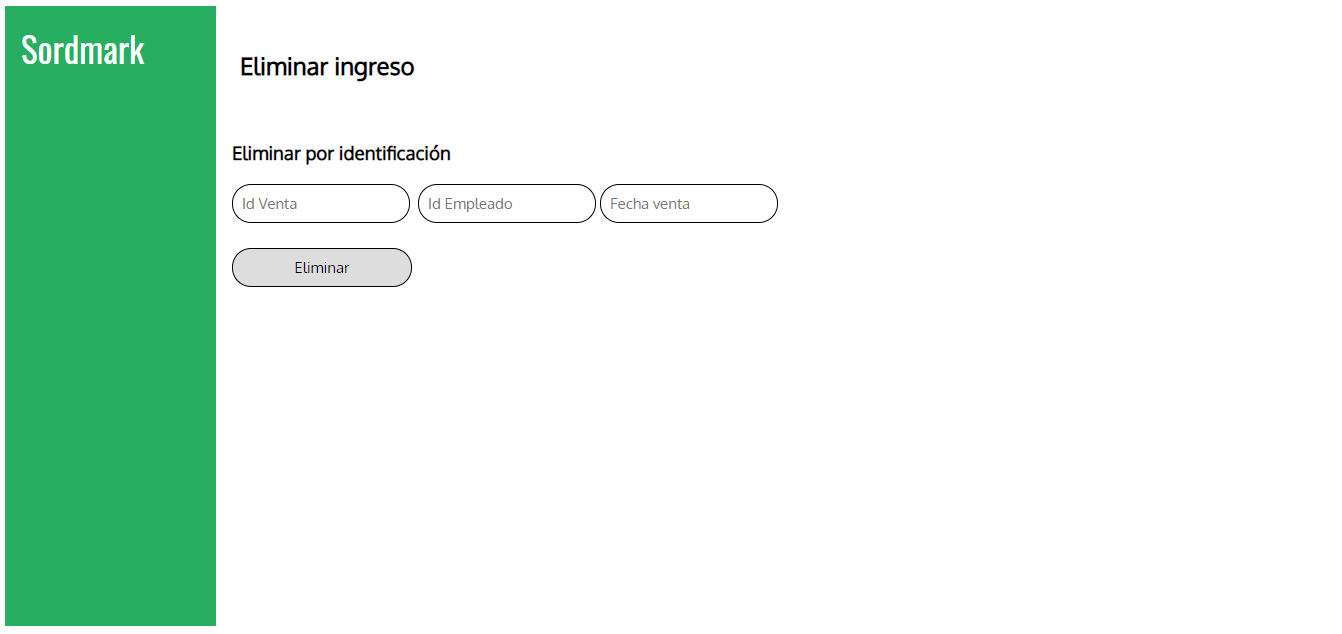 Sordmark
Eliminar ingreso
Eliminar por identificación
Id Venta Id Empleado Fecha venta
Eliminar